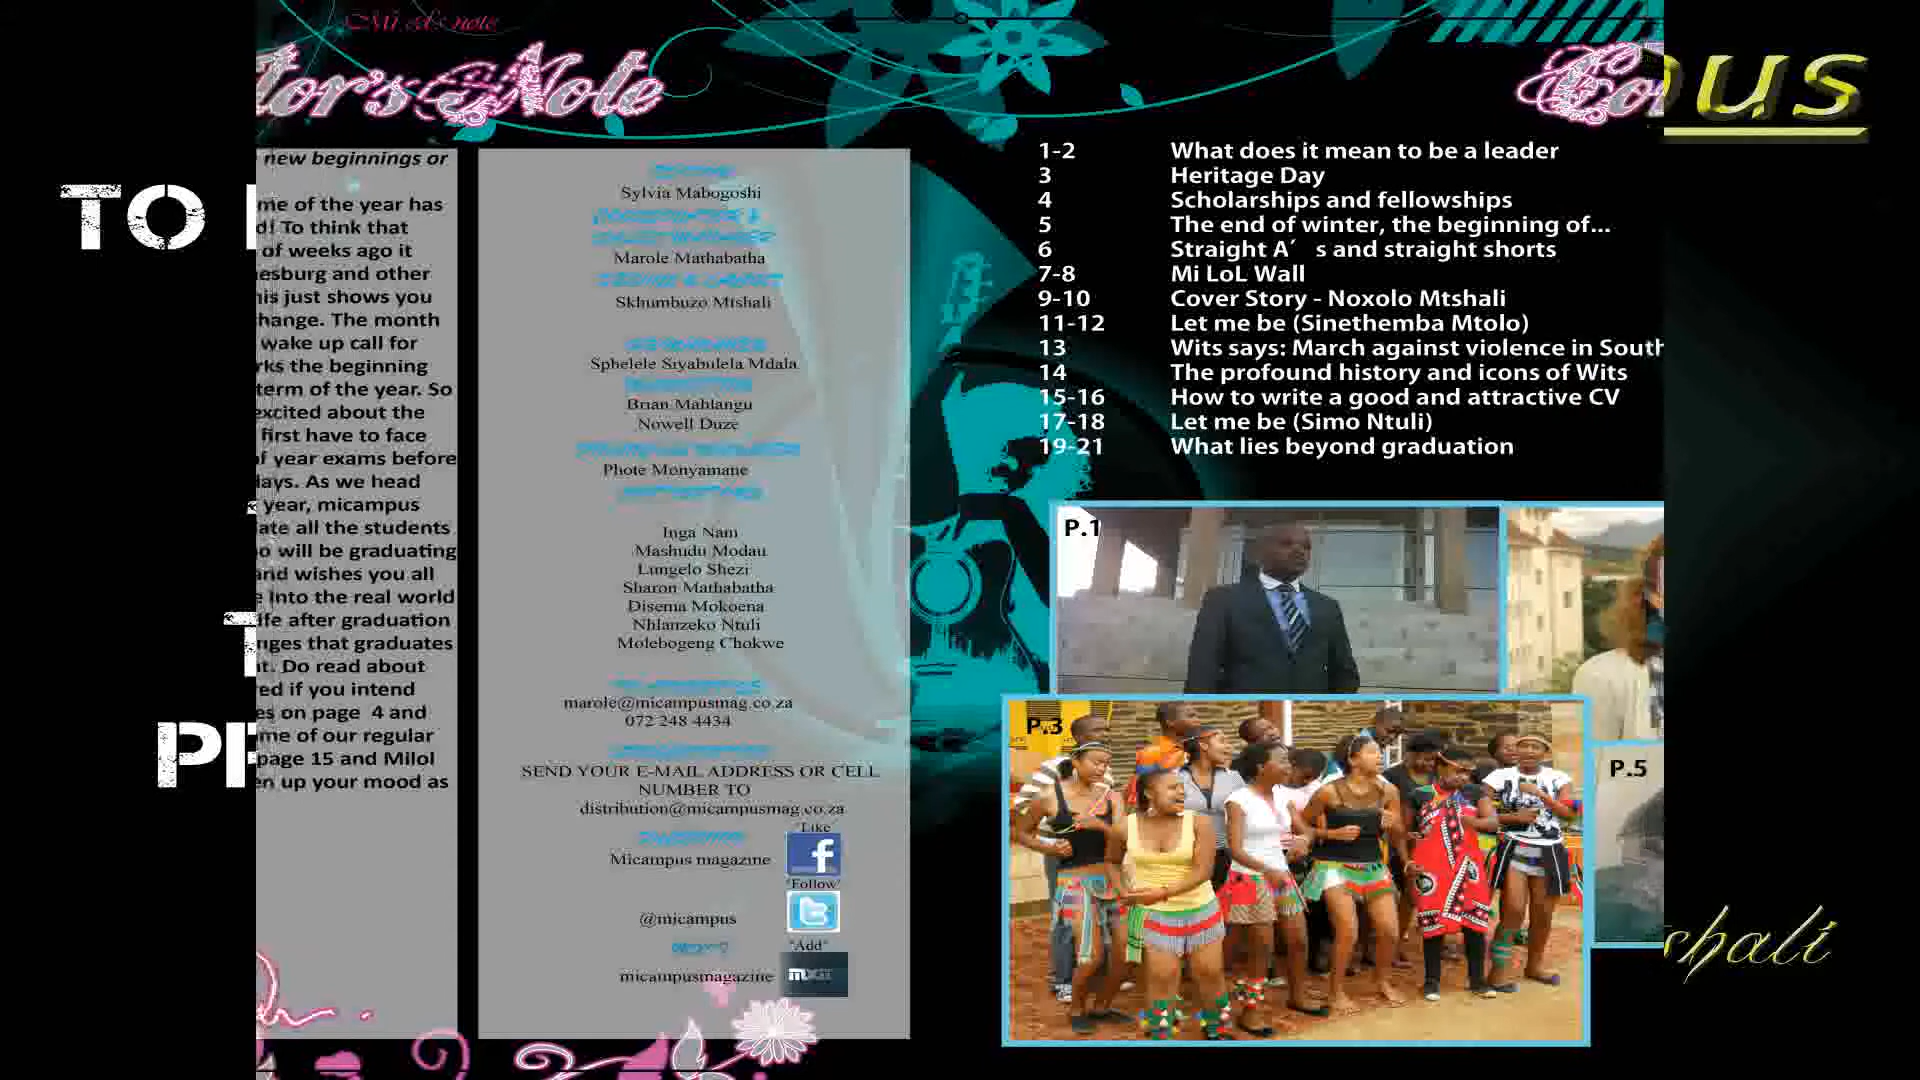 Mi ed's note
tor's Note
Con
pus
TO
PR
new beginnings or
me of the year has
d! To think that
of weeks ago it
esburg and other
his just shows you
hange. The month
wake up call for
rks the beginning
term of the year. So
excited about the
first have to face
of year exams before
days. As we head
year, micampus
late all the students
o will be graduating
and wishes you all
e into the real world
life after graduation
nges that graduates
t. Do read about
ed if you intend
es on page 4 and
me of our regular
page 15 and Milol
en up your mood as
Sylvia Mabogoshi
Marole Mathabatha
Skhumbuzo Mtshali
Sphelele Siyabulela Mdala
Brian Mahlangu
Nowell Duze
Phote Monyamane
Inga Nam
Mashudu Modau
Lungelo Shezi
Sharon Mathabatha
Disema Mokoena
Nhlanzeko Ntuli
Molebogeng Chokwe
marole@micampusmag.co.za
072 248 4434
SEND YOUR E-MAIL ADDRESS OR CELL
NUMBER TO
distribution@micampusmag.co.za
"Like"
Micampus magazine
f
"Follow"
@micampus
"Add"
micampusmagazine
mxit
1-2 What does it mean to be a leader
3 Heritage Day
4 Scholarships and fellowships
5 The end of winter, the beginning of...
6 Straight A´ s and straight shorts
7-8 Mi LoL Wall
9-10 Cover Story - Noxolo Mtshali
11-12 Let me be (Sinethemba Mtolo)
13 Wits says: March against violence in South
14 The profound history and icons of Wits
15-16 How to write a good and attractive CV
17-18 Let me be (Simo Ntuli)
19-21 What lies beyond graduation
P.1
P.3
P.5
shali